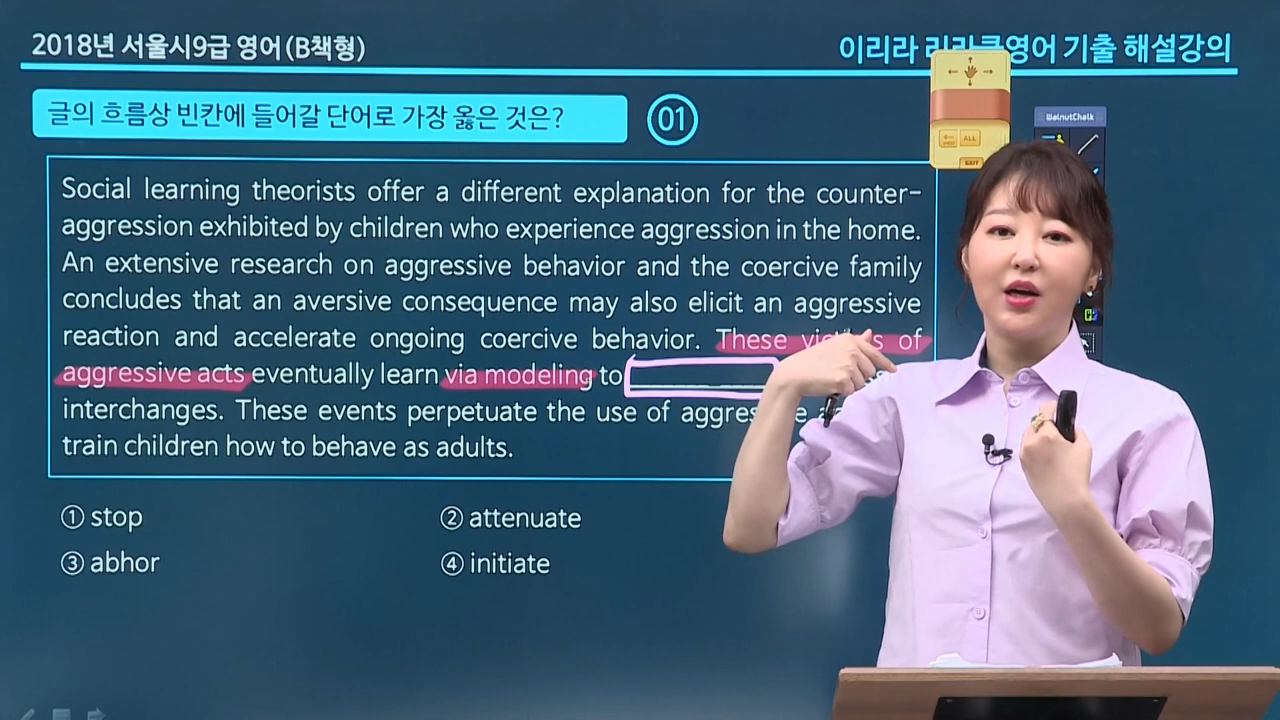 2018년 서울시9급 영어(B책형)
이리라 영어 기출 해설강의
글의 흐름상 빈칸에 들어갈 단어로 가장 옳은 것은?
01
ALL
EXIT
WalnutChalk
Social learning theorists offer a different explanation for the counter-
aggression exhibited by children who experience aggression in the home.
An extensive research on aggressive behavior and the coercive family
concludes that an aversive consequence may also elicit an aggressive
reaction and accelerate ongoing coercive behavior. These victims of
aggressive acts eventually learn via modeling to
interchanges. These events perpetuate the use of
train children how to behave as adults.
① stop
② attenuate
③ abhor
④ initiate